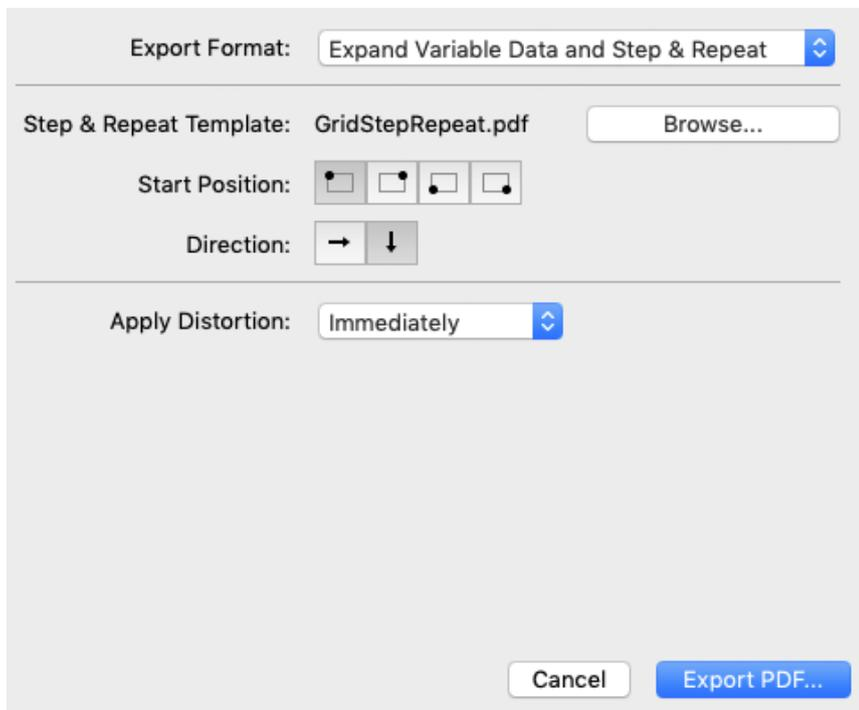 Export Format: Expand Variable Data and Step & Repeat
Step & Repeat Template: GridStepRepeat.pdf Browse...
Start Position:
Direction:
Apply Distortion: Immediately
Cancel Export PDF...